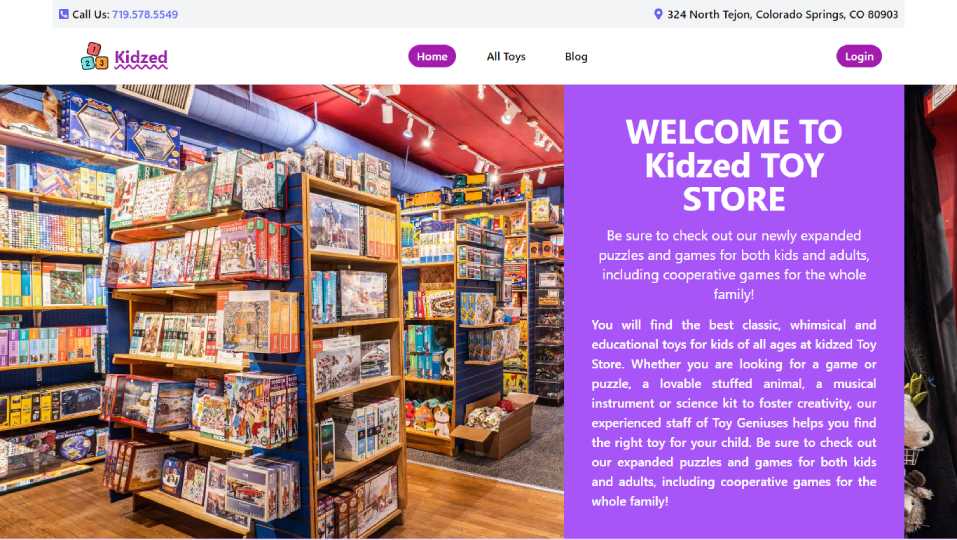 Call Us: 719.578.5549
324 North Tejon, Colorado Springs, CO 80903
1
2 3
Kidzed
Home
All Toys
Blog
Login
WELCOME TO
Kidzed TOY
STORE
Be sure to check out our newly expanded
puzzles and games for both kids and adults,
including cooperative games for the whole
family!
You will find the best classic, whimsical and
educational toys for kids of all ages at kidzed Toy
Store. Whether you are looking for a game or
puzzle, a lovable stuffed animal, a musical
instrument or science kit to foster creativity, our
experienced staff of Toy Geniuses helps you find
the right toy for your child. Be sure to check out
our expanded puzzles and games for both kids
and adults, including cooperative games for the
whole family!